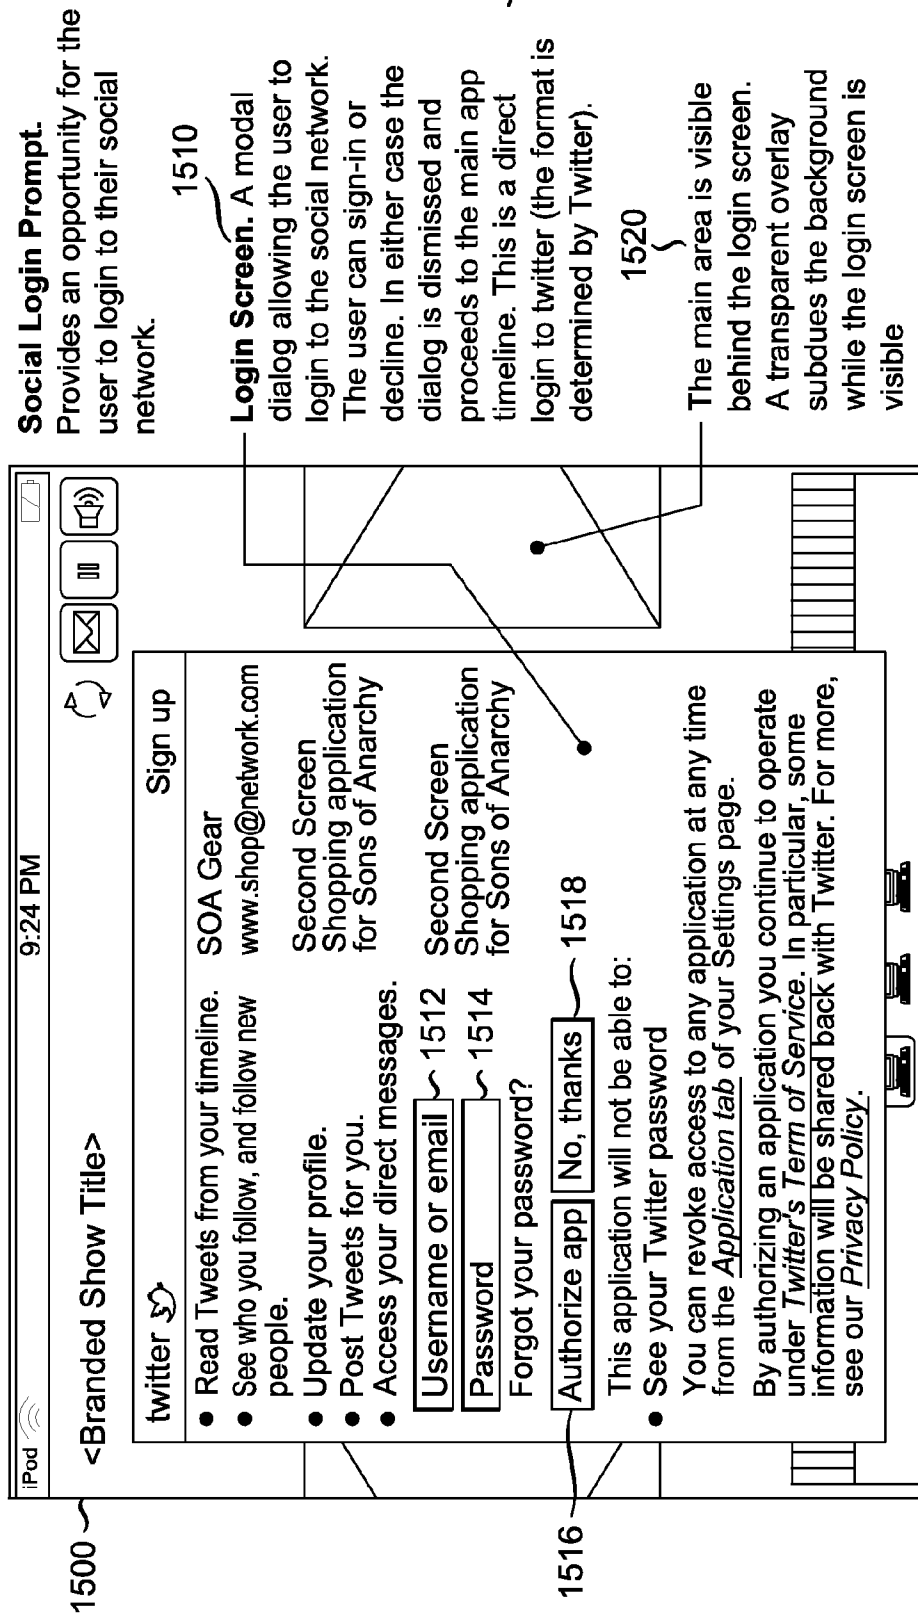 1500
iPod
9:24 PM
<Branded Show Title>
twitter
Sign up
Read Tweets from your timeline.
See who you follow, and follow new
people.
Update your profile.
Post Tweets for you.
Access your direct messages.
SOA Gear
www.shop@network.com
Second Screen
Shopping application
for Sons of Anarchy
Username or email
1512
Password
1514
Second Screen
Shopping application
for Sons of Anarchy
Forgot your password?
1516
Authorize app
No, thanks
1518
This application will not be able to:
See your Twitter password
You can revoke access to any application at any time
from the Application tab of your Settings page.
By authorizing an application you continue to operate
under Twitter's Term of Service. In particular, some
information will be shared back with Twitter. For more,
see our Privacy Policy.
Social Login Prompt.
Provides an opportunity for the
user to login to their social
network.
1510
Login Screen. A modal
dialog allowing the user to
login to the social network.
The user can sign-in or
decline. In either case the
dialog is dismissed and
proceeds to the main app
timeline. This is a direct
login to twitter (the format is
determined by Twitter).
1520
The main area is visible
behind the login screen.
A transparent overlay
subdues the background
while the login screen is
visible